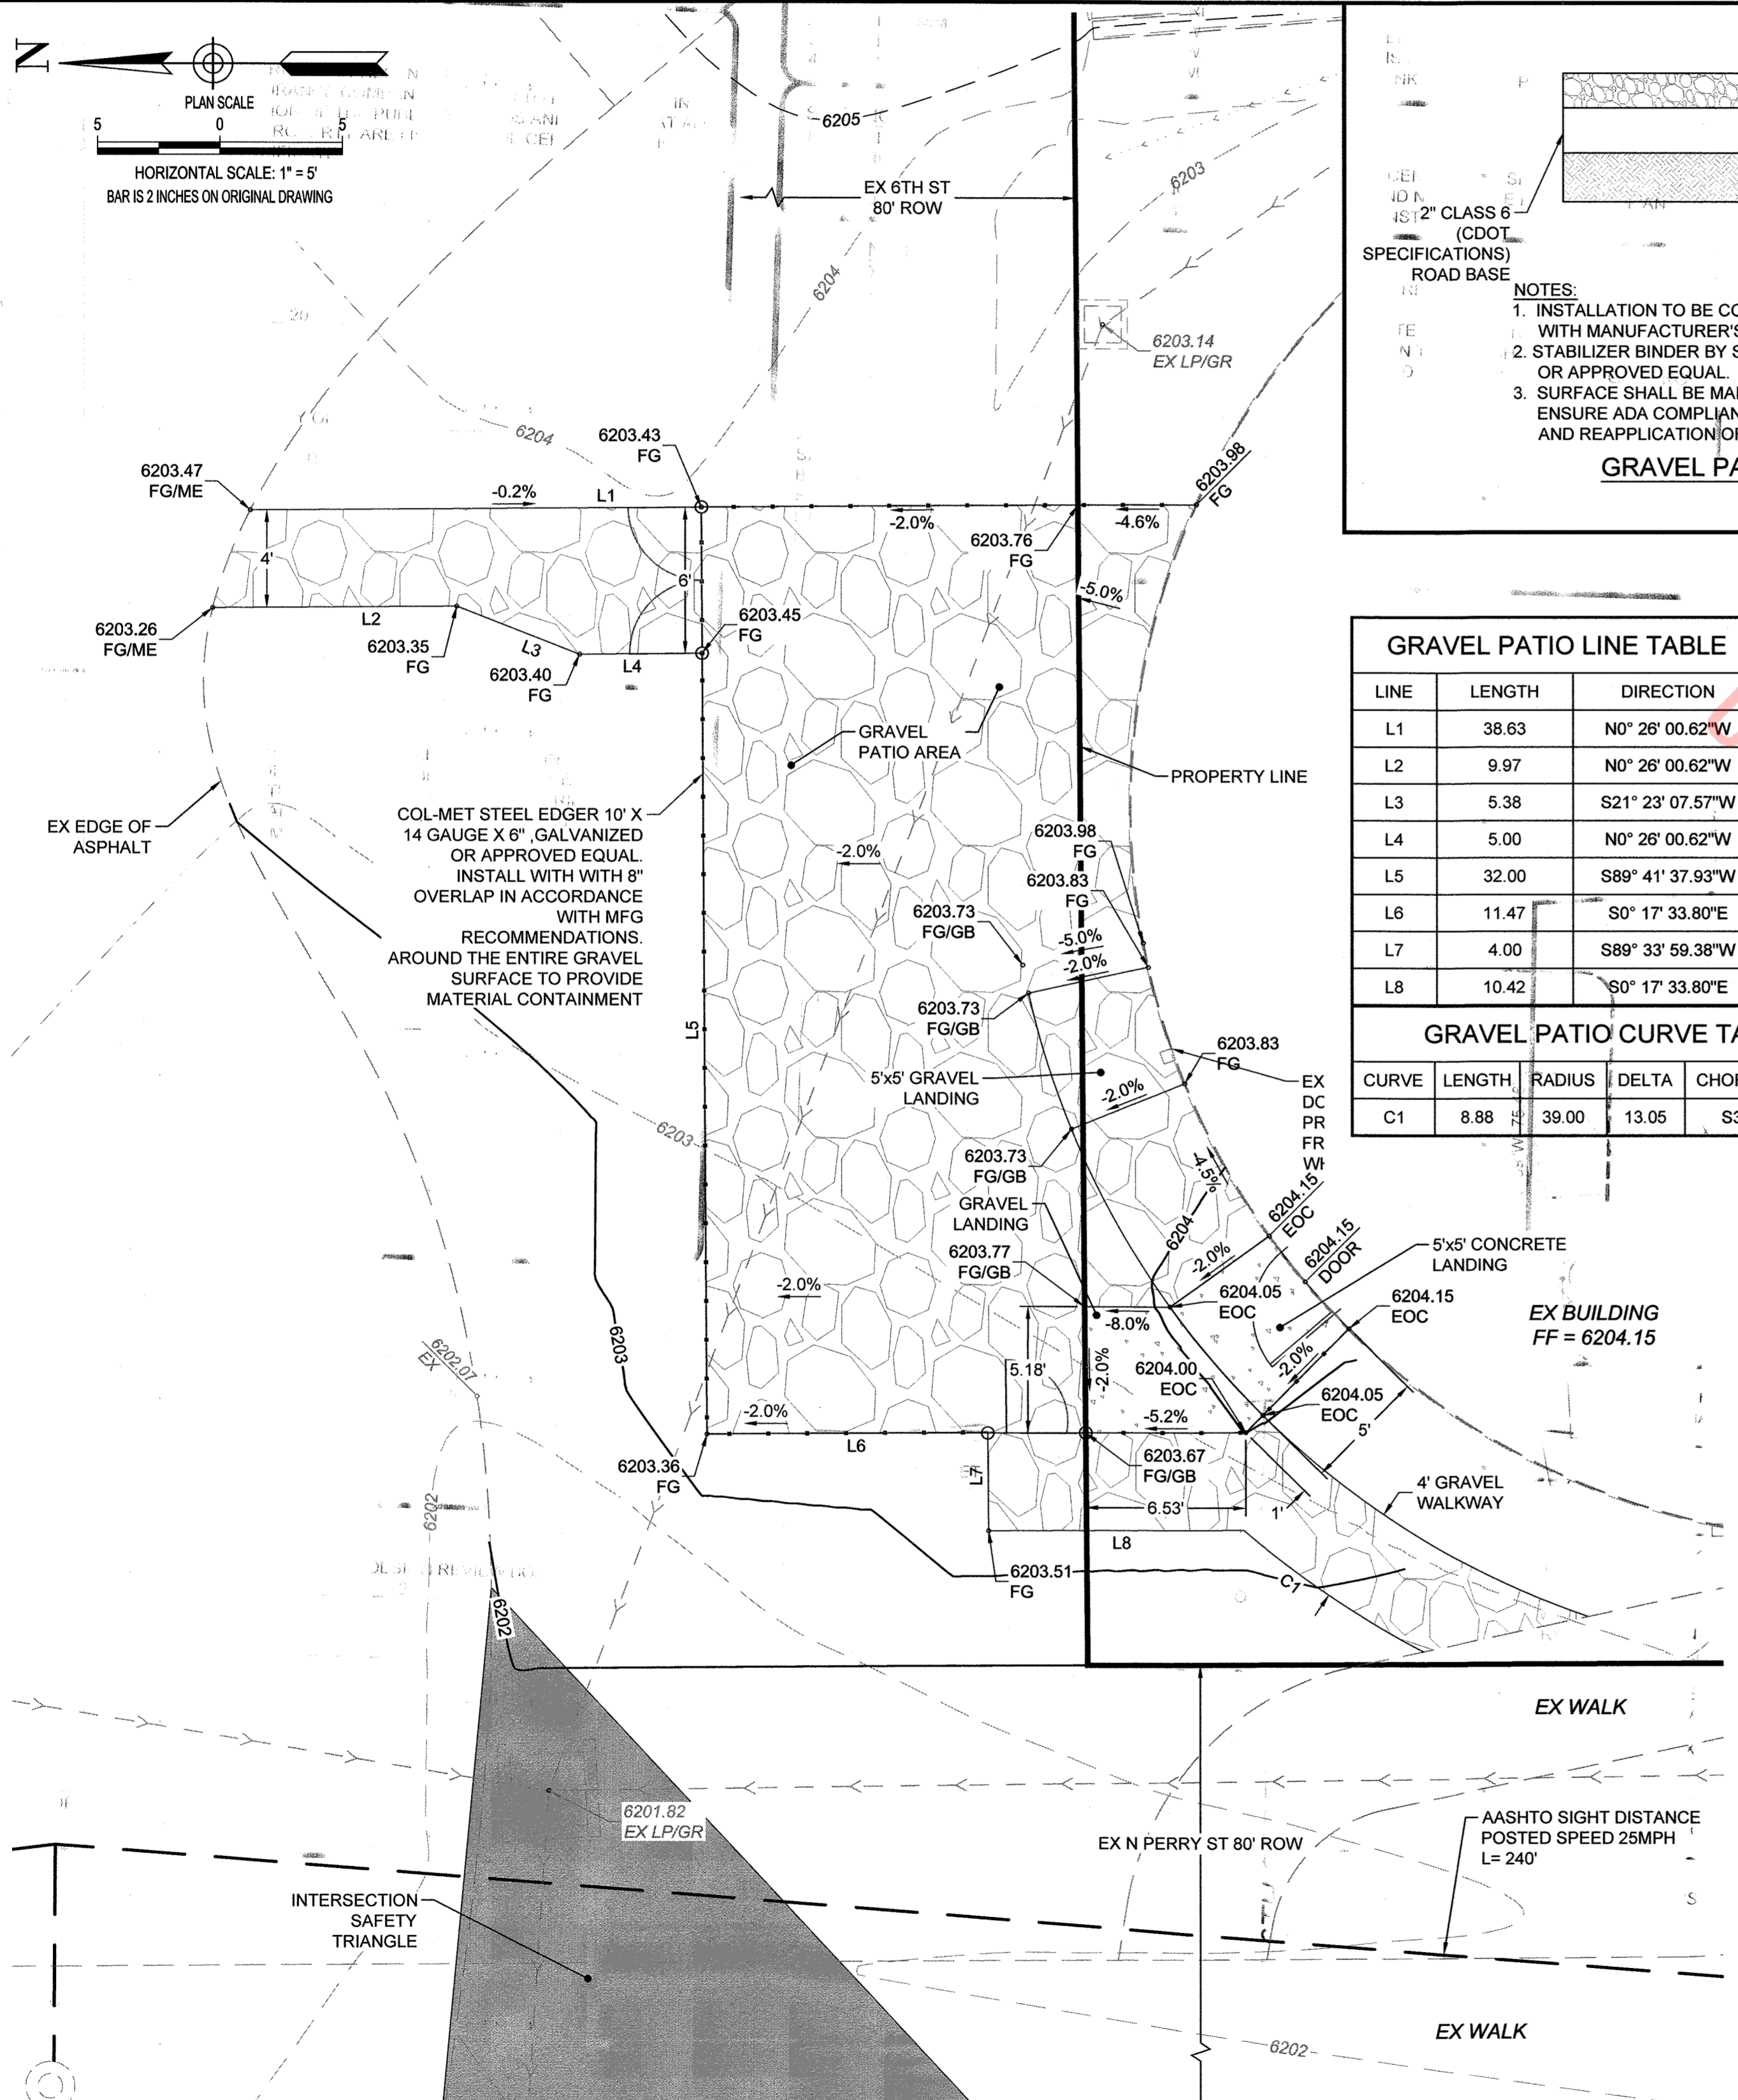 N
PLAN SCALE
5 0 5
HORIZONTAL SCALE: 1" = 5'
BAR IS 2 INCHES ON ORIGINAL DRAWING
6205
EX 6TH ST
80' ROW
6203
6204
6203.14
EX LP/GR
6204
2" CLASS 6
(CDOT
SPECIFICATIONS)
ROAD BASE
NOTES:
1. INSTALLATION TO BE CO
WITH MANUFACTURER'S
2. STABILIZER BINDER BY S
OR APPROVED EQUAL.
3. SURFACE SHALL BE MAI
ENSURE ADA COMPLIAN
AND REAPPLICATION OF
GRAVEL PA
6203.47
FG/ME
-0.2%
L1
6203.43
FG
-2.0%
6203.76
FG
-4.6%
6203.98
FG
4'
6'
-5.0%
6203.26
FG/ME
L2
6203.35
FG
L3
6203.40
FG
L4
6203.45
FG
GRAVEL
PATIO AREA
PROPERTY LINE
EX EDGE OF
ASPHALT
COL-MET STEEL EDGER 10' X
14 GAUGE X 6" ,GALVANIZED
OR APPROVED EQUAL.
INSTALL WITH WITH 8"
OVERLAP IN ACCORDANCE
WITH MFG
RECOMMENDATIONS.
AROUND THE ENTIRE GRAVEL
SURFACE TO PROVIDE
MATERIAL CONTAINMENT
-2.0%
6203.98
FG
6203.83
FG
6203.73
FG/GB
-5.0%
-2.0%
6203.73
FG/GB
L5
5'x5' GRAVEL
LANDING
-2.0%
6203.83
FG
EX
DO
PR
FR
WH
6203
6203.73
FG/GB
-4.5%
GRAVEL
LANDING
6204
6204.15
EOC
6203.77
FG/GB
-2.0%
6204.15
DOOR
5'x5' CONCRETE
LANDING
-2.0%
6204.05
EOC
6204.15
EOC
EX BUILDING
FF = 6204.15
-8.0%
6203
6202.07
EX
5.18'
-2.0%
6204.00
EOC
-2.0%
6204.05
EOC
-2.0%
-5.2%
5'
L6
6203.36
FG
L7
6203.67
FG/GB
6.53'
1'
4' GRAVEL
WALKWAY
6202
L8
6203.51
FG
C1
6202
EX WALK
6201.82
EX LP/GR
EX N PERRY ST 80' ROW
AASHTO SIGHT DISTANCE
POSTED SPEED 25MPH
L= 240'
INTERSECTION
SAFETY
TRIANGLE
EX WALK
6202
GRAVEL PATIO LINE TABLE
LINE LENGTH DIRECTION
L1 38.63 N0° 26' 00.62"W
L2 9.97 N0° 26' 00.62"W
L3 5.38 S21° 23' 07.57"W
L4 5.00 N0° 26' 00.62"W
L5 32.00 S89° 41' 37.93"W
L6 11.47 S0° 17' 33.80"E
L7 4.00 S89° 33' 59.38"W
L8 10.42 S0° 17' 33.80"E
GRAVEL PATIO CURVE TA
CURVE LENGTH RADIUS DELTA CHOR
C1 8.88 39.00 13.05 S3